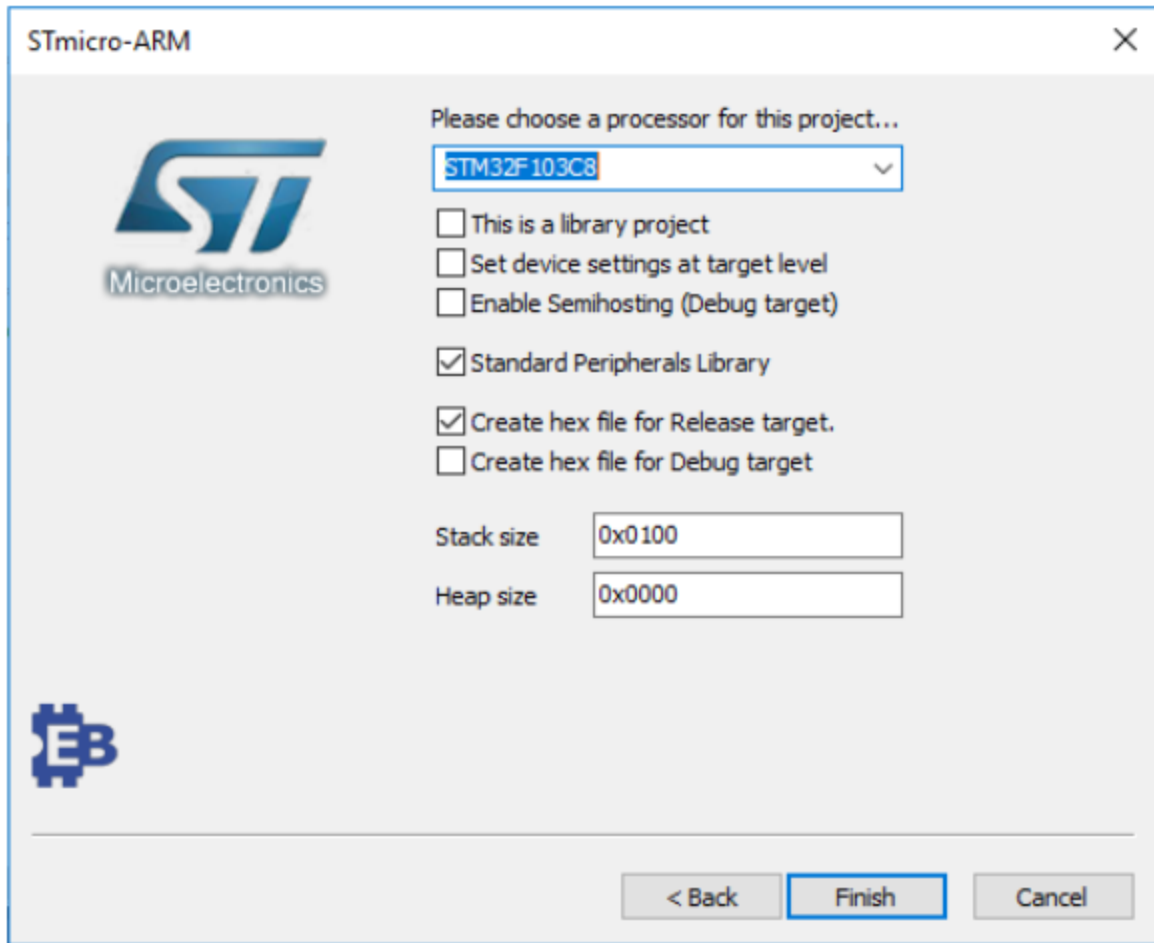 STmicro-ARM
ST
Microelectronics
Please choose a processor for this project...
STM32F103C8
This is a library project
Set device settings at target level
Enable Semihosting (Debug target)
Standard Peripherals Library
Create hex file for Release target.
Create hex file for Debug target
Stack size 0x0100
Heap size 0x0000
EB
< Back Finish Cancel